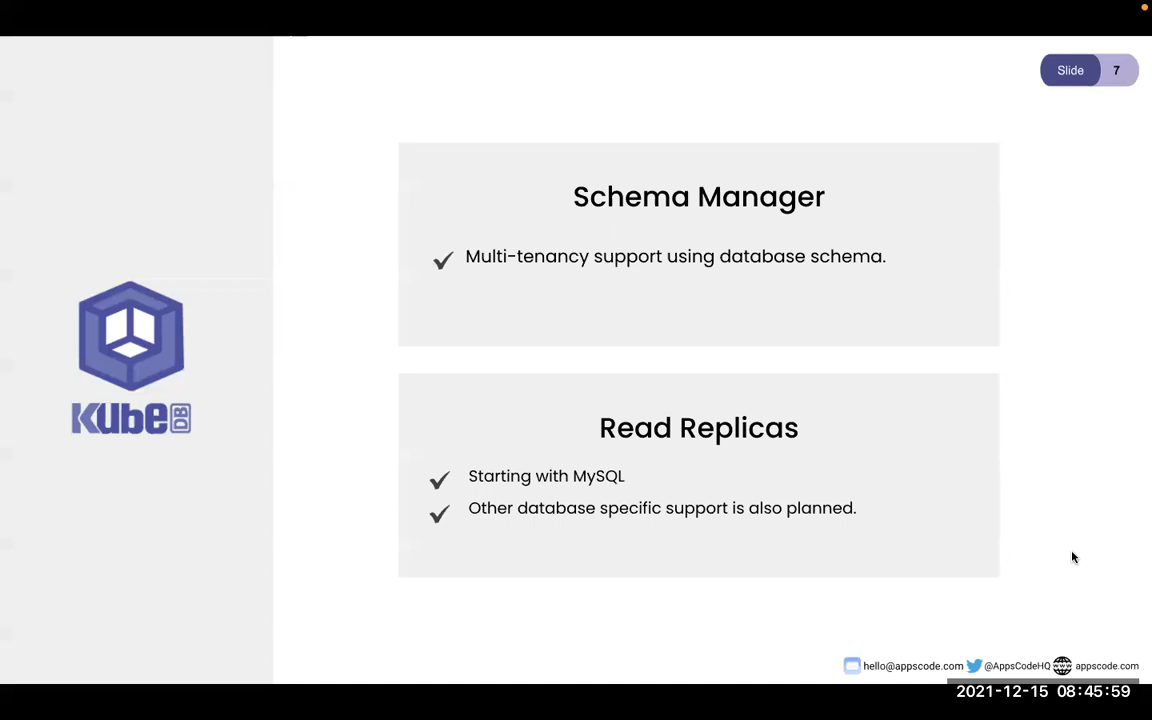 Slide 7
Schema Manager
Multi-tenancy support using database schema.
KubeDB
Read Replicas
Starting with MySQL
Other database specific support is also planned.
hello@appscode.com @AppsCodeHQ appscode.com
2021-12-15 08:45:59